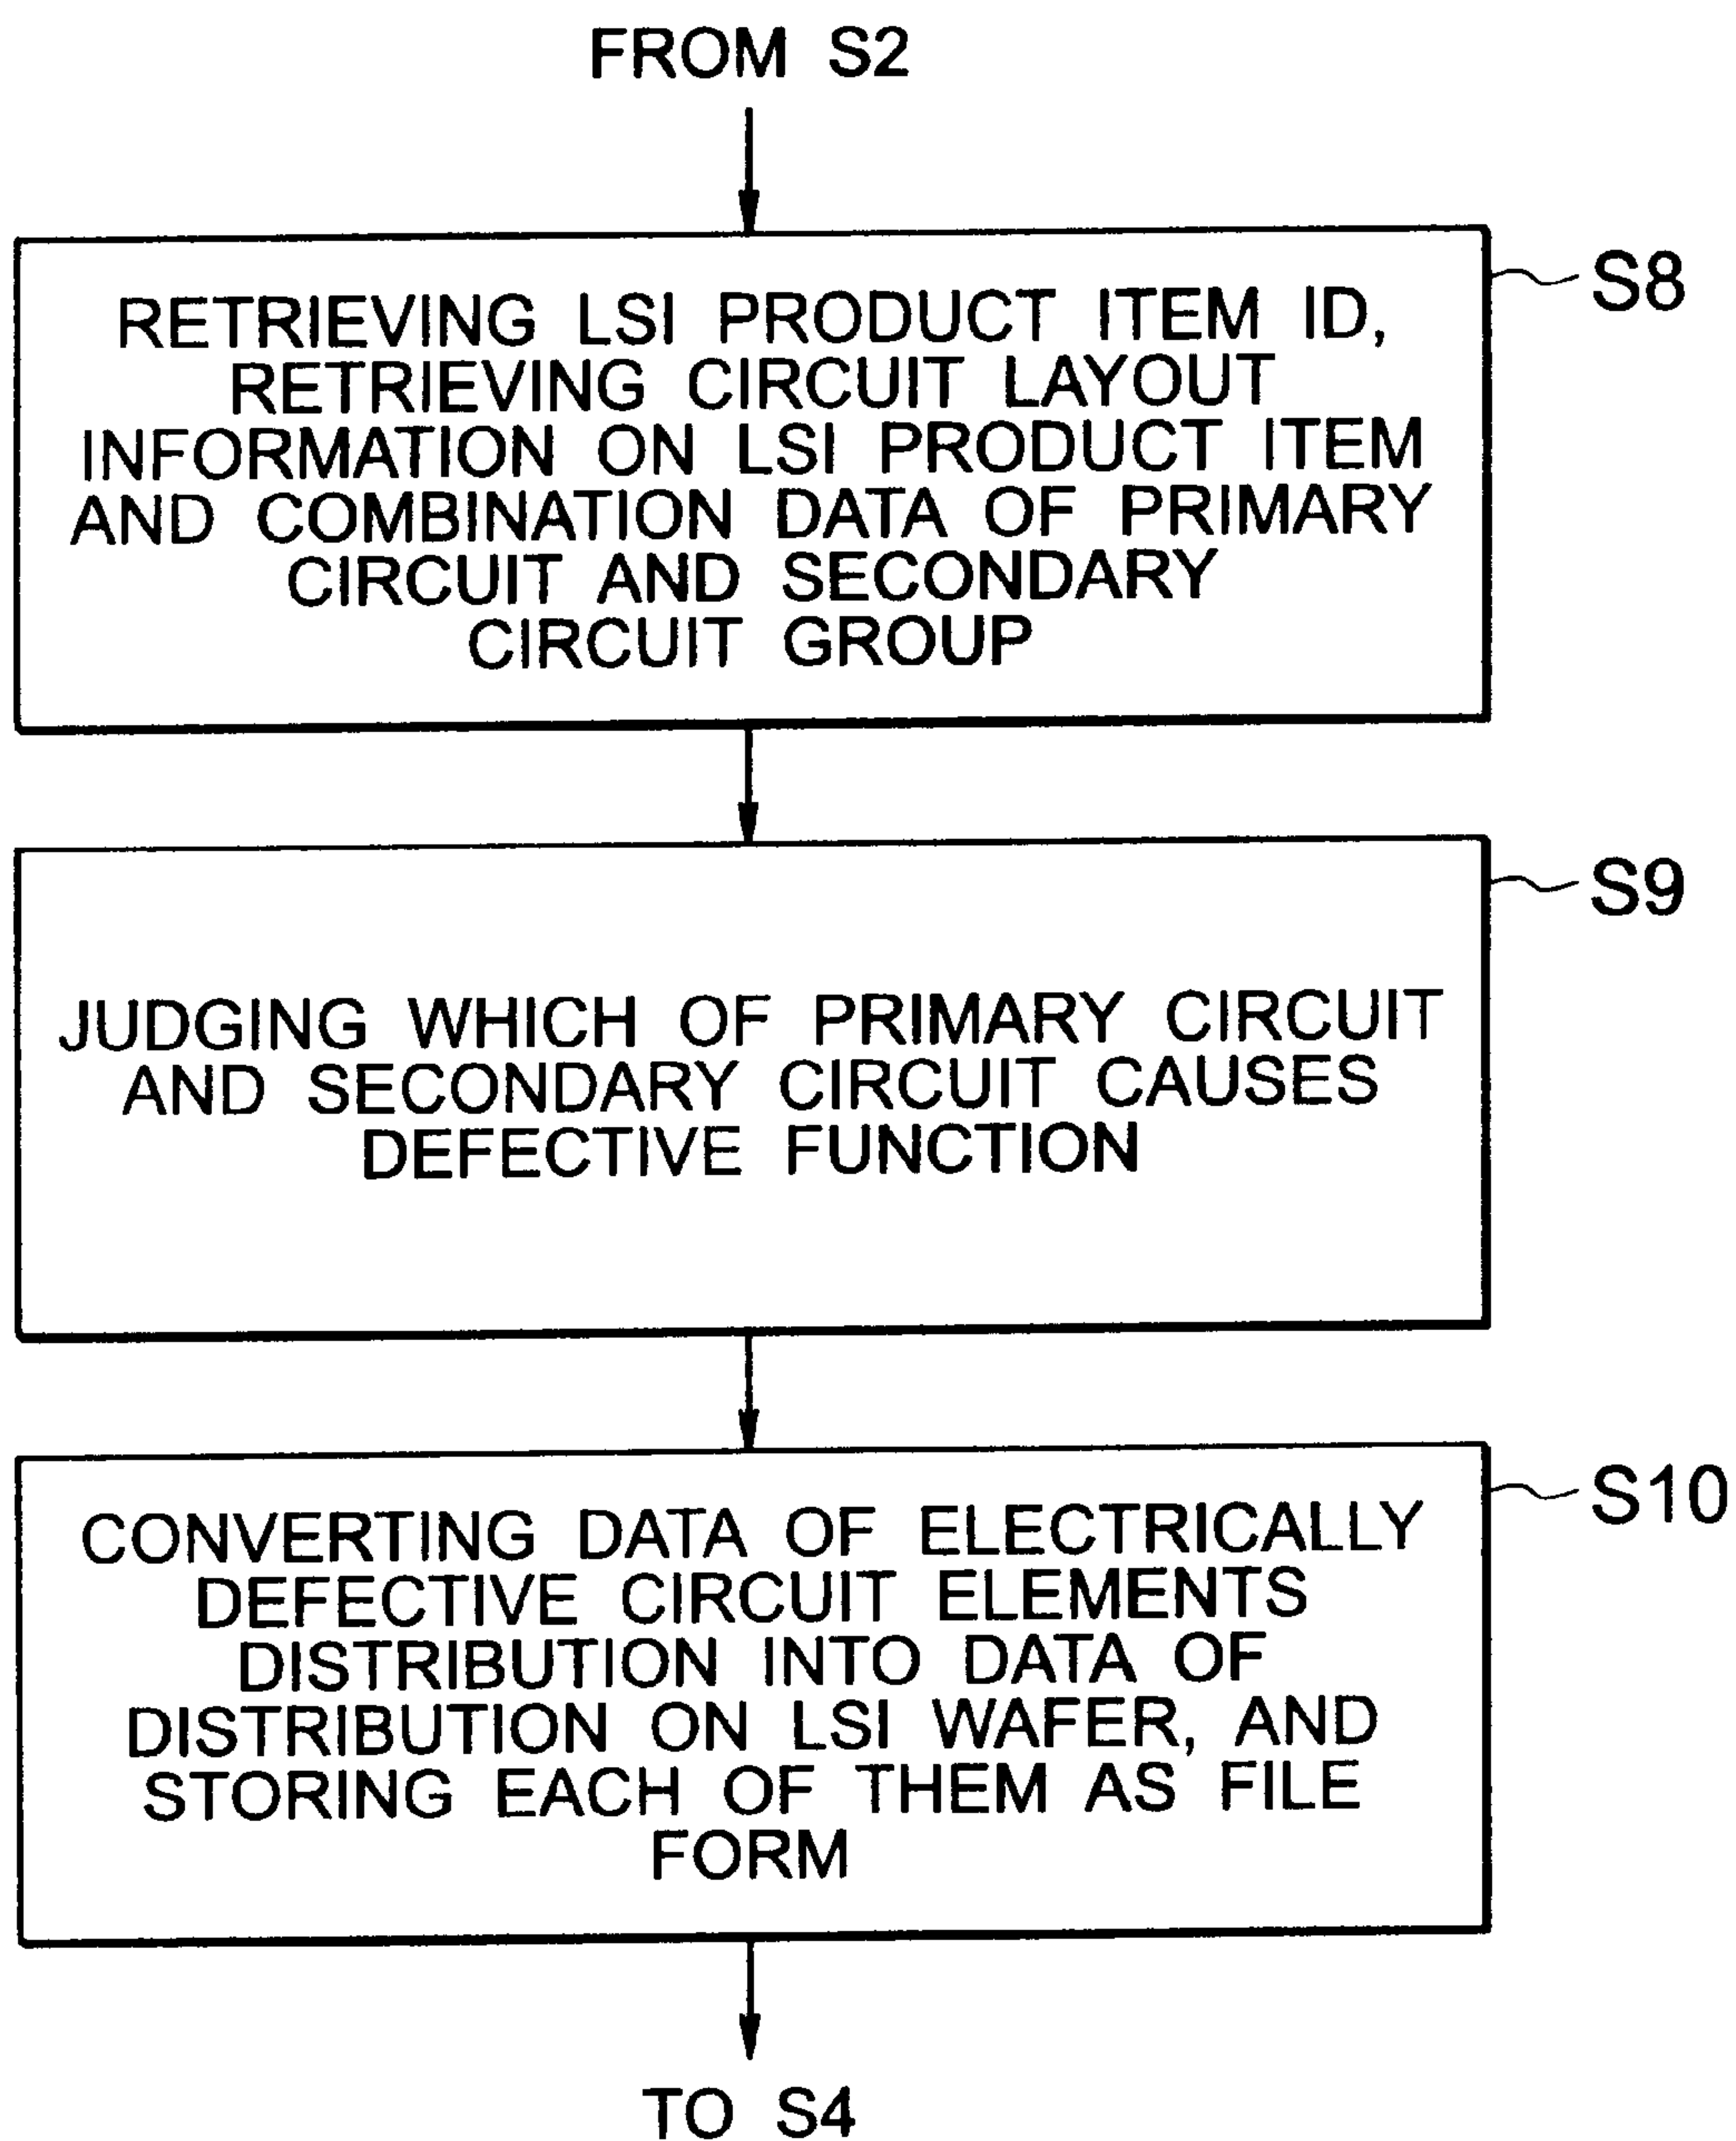 FROM S2
S8
RETRIEVING LSI PRODUCT ITEM ID,
RETRIEVING CIRCUIT LAYOUT
INFORMATION ON LSI PRODUCT ITEM
AND COMBINATION DATA OF PRIMARY
CIRCUIT AND SECONDARY
CIRCUIT GROUP
S9
JUDGING WHICH OF PRIMARY CIRCUIT
AND SECONDARY CIRCUIT CAUSES
DEFECTIVE FUNCTION
S10
CONVERTING DATA OF ELECTRICALLY
DEFECTIVE CIRCUIT ELEMENTS
DISTRIBUTION INTO DATA OF
DISTRIBUTION ON LSI WAFER, AND
STORING EACH OF THEM AS FILE
FORM
TO S4